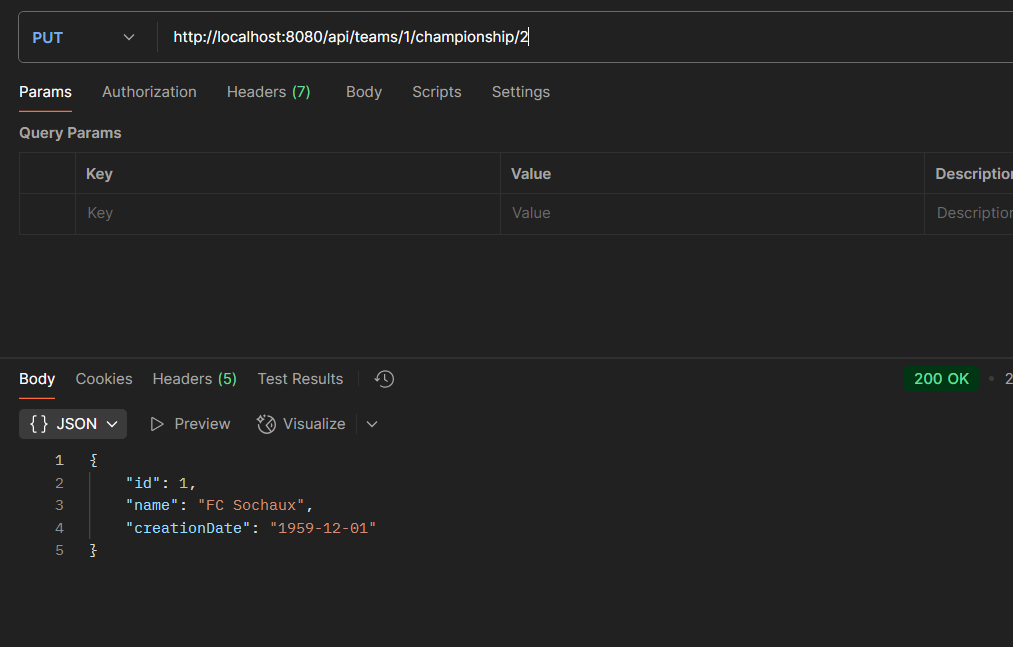 PUT http://localhost:8080/api/teams/1/championship/2
Params Authorization Headers (7) Body Scripts Settings
Query Params
Key Value Description
Key Value Description
Body Cookies Headers (5) Test Results 200 OK • 2
{} JSON Preview Visualize
1 {
2 "id": 1,
3 "name": "FC Sochaux",
4 "creationDate": "1959-12-01"
5 }